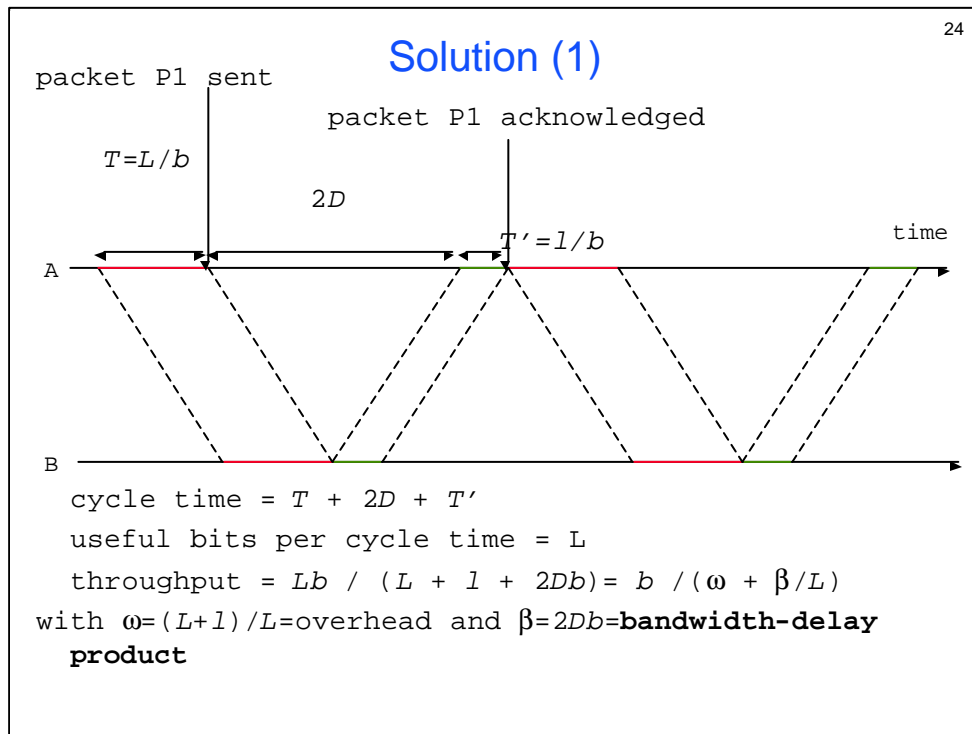 24
Solution (1)
packet P1 sent
packet P1 acknowledged
T=L/b
2D
T'=l/b
time
A
B
cycle time = T + 2D + T'
useful bits per cycle time = L
throughput = Lb / (L + l + 2Db)= b /(ω + β/L)
with ω=(L+l)/L=overhead and β=2Db=bandwidth-delay
product